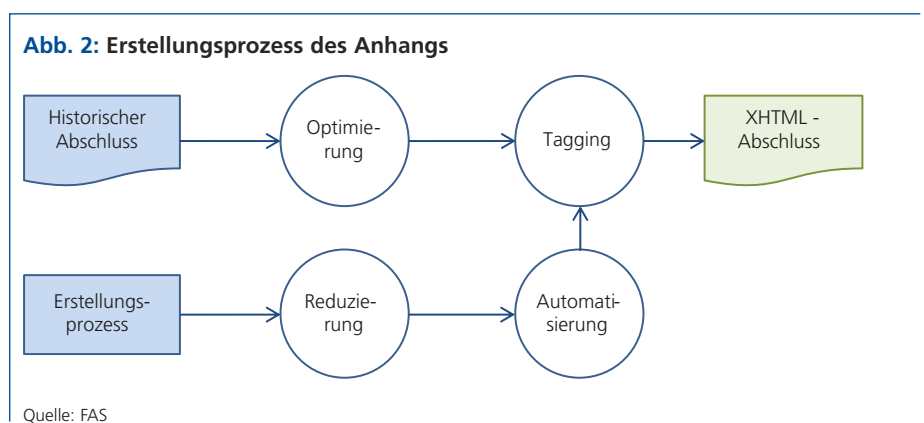 Abb. 2: Erstellungsprozess des Anhangs
Historischer
Abschluss
Optimie-
rung
Tagging
XHTML -
Abschluss
Erstellungs-
prozess
Reduzie-
rung
Automati-
sierung
Quelle: FAS